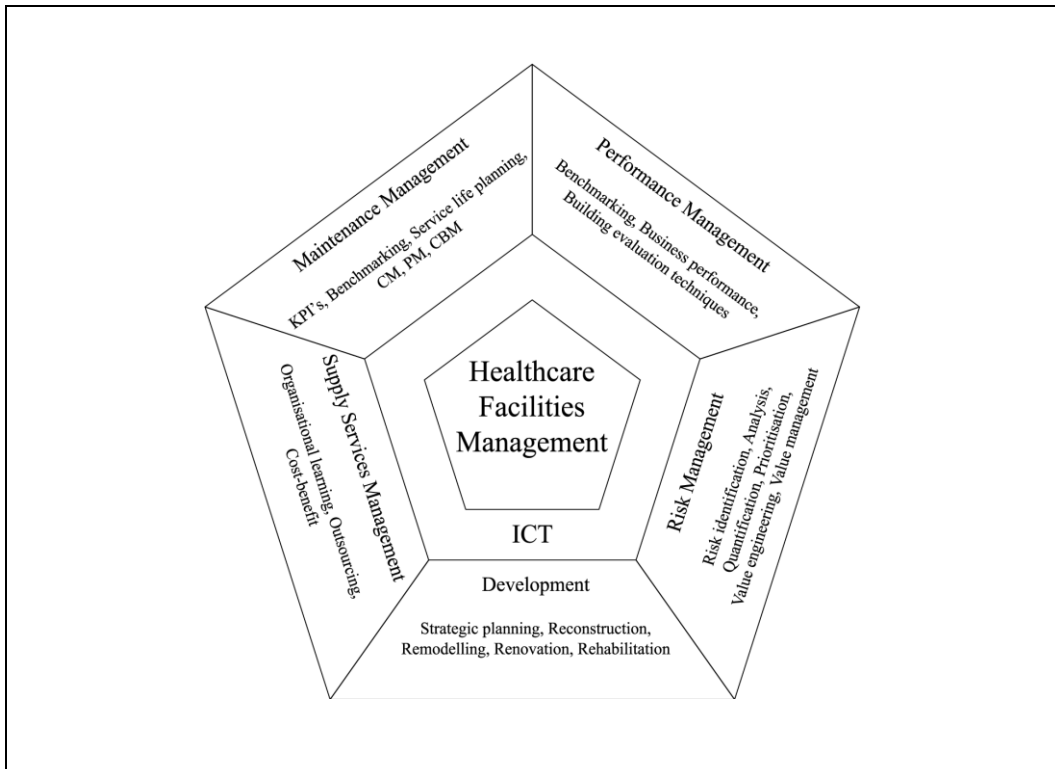 Maintenance Management
KPI's, Benchmarking, Service life planning,
CM, PM, CBM
Performance Management
Benchmarking, Business performance,
Building evaluation techniques
Healthcare
Facilities
Management
ICT
Supply Services Management
Organisational learning, Outsourcing,
Cost-benefit
Risk Management
Risk identification, Analysis,
Quantification, Prioritisation,
Value engineering, Value management
Development
Strategic planning, Reconstruction,
Remodelling, Renovation, Rehabilitation